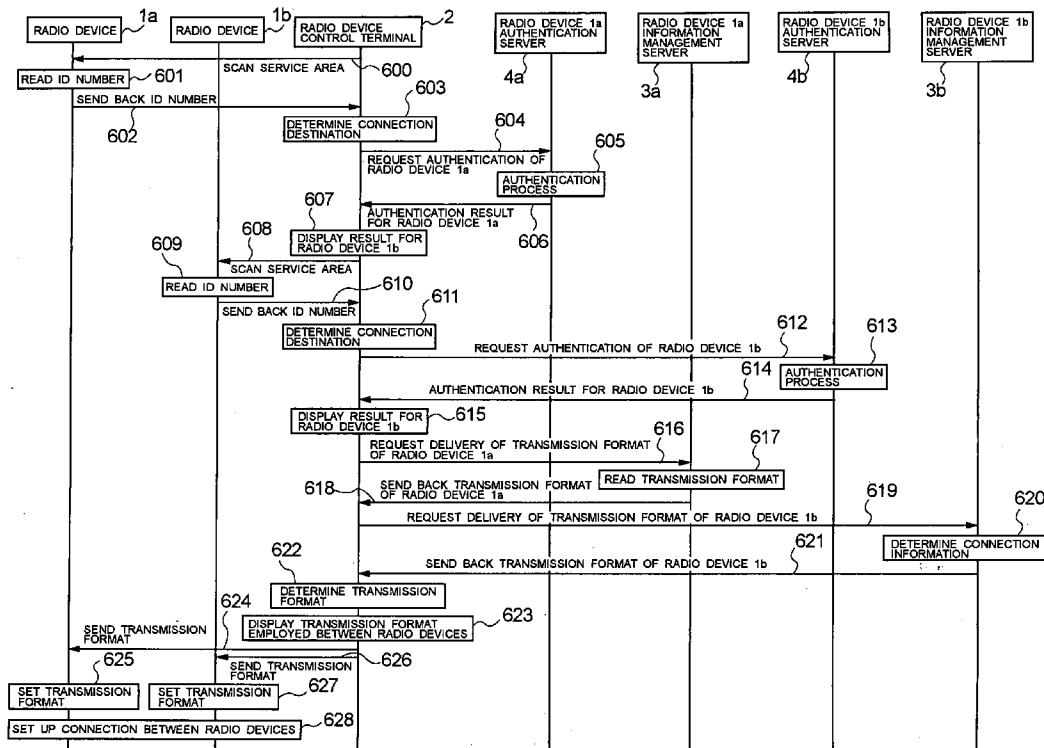 1a
1b
2
RADIO DEVICE
RADIO DEVICE
RADIO DEVICE
CONTROL TERMINAL
RADIO DEVICE 1a
AUTHENTICATION
SERVER
4a
RADIO DEVICE 1a
INFORMATION
MANAGEMENT
SERVER
3a
RADIO DEVICE 1b
AUTHENTICATION
SERVER
4b
RADIO DEVICE 1b
INFORMATION
MANAGEMENT
SERVER
3b
SCAN SERVICE AREA
600
READ ID NUMBER
601
SEND BACK ID NUMBER
602
603
DETERMINE CONNECTION
DESTINATION
604
REQUEST AUTHENTICATION OF
RADIO DEVICE 1a
605
AUTHENTICATION
PROCESS
607
AUTHENTICATION RESULT
FOR RADIO DEVICE 1a
606
DISPLAY RESULT FOR
RADIO DEVICE 1b
608
SCAN SERVICE AREA
609
READ ID NUMBER
610
SEND BACK ID NUMBER
611
DETERMINE CONNECTION
DESTINATION
612
REQUEST AUTHENTICATION OF RADIO DEVICE 1b
613
AUTHENTICATION
PROCESS
614
AUTHENTICATION RESULT FOR RADIO DEVICE 1b
DISPLAY RESULT FOR
RADIO DEVICE 1b
615
REQUEST DELIVERY OF TRANSMISSION FORMAT
OF RADIO DEVICE 1a
616
617
READ TRANSMISSION FORMAT
618
SEND BACK TRANSMISSION FORMAT
OF RADIO DEVICE 1a
619
REQUEST DELIVERY OF TRANSMISSION FORMAT OF RADIO DEVICE 1b
620
DETERMINE CONNECTION
INFORMATION
621
SEND BACK TRANSMISSION FORMAT OF RADIO DEVICE 1b
622
DETERMINE TRANSMISSION
FORMAT
623
DISPLAY TRANSMISSION FORMAT
EMPLOYED BETWEEN RADIO DEVICES
624
SEND TRANSMISSION
FORMAT
626
SEND TRANSMISSION
FORMAT
625
SET TRANSMISSION
FORMAT
SET TRANSMISSION
FORMAT
627
SET UP CONNECTION BETWEEN RADIO DEVICES
628